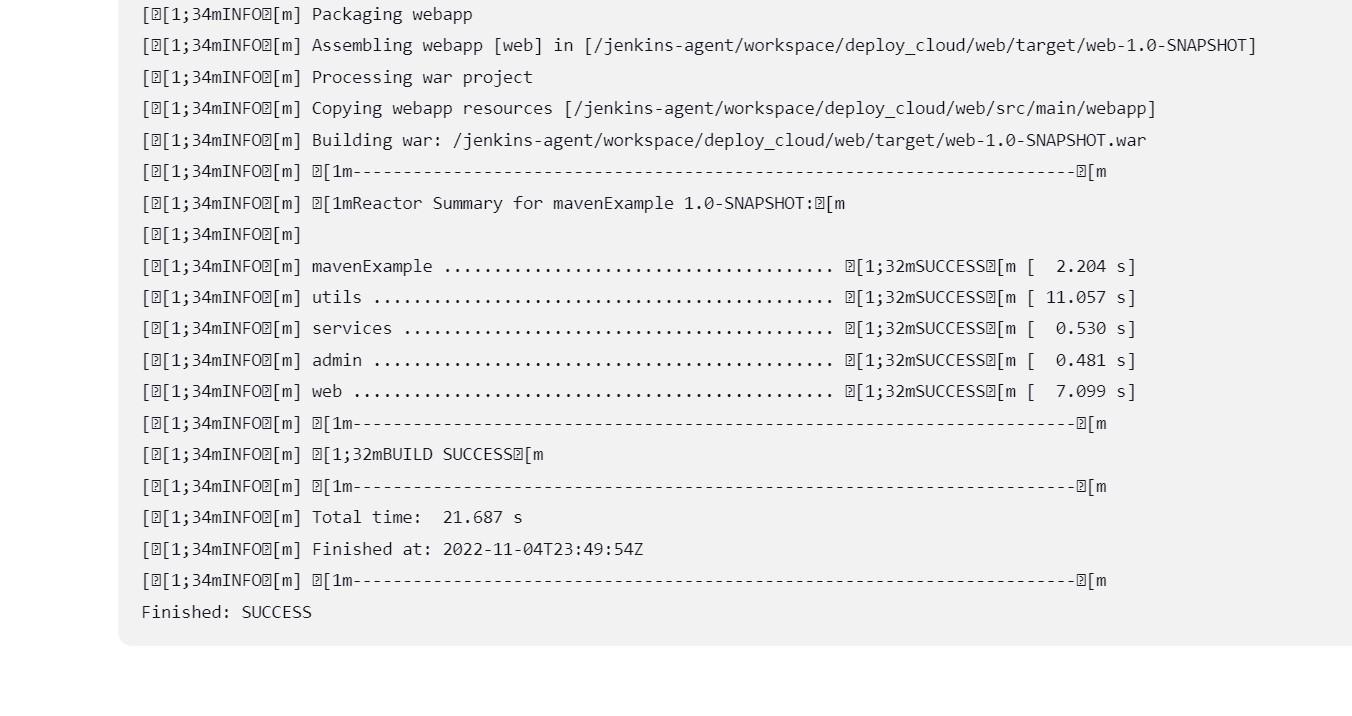 [⍰[1;34mINFO⍰[m] Packaging webapp
[⍰[1;34mINFO⍰[m] Assembling webapp [web] in [/jenkins-agent/workspace/deploy_cloud/web/target/web-1.0-SNAPSHOT]
[⍰[1;34mINFO⍰[m] Processing war project
[⍰[1;34mINFO⍰[m] Copying webapp resources [/jenkins-agent/workspace/deploy_cloud/web/src/main/webapp]
[⍰[1;34mINFO⍰[m] Building war: /jenkins-agent/workspace/deploy_cloud/web/target/web-1.0-SNAPSHOT.war
[⍰[1;34mINFO⍰[m] ⍰[1m------------------------------------------------------------------------⍰[m
[⍰[1;34mINFO⍰[m] ⍰[1mReactor Summary for mavenExample 1.0-SNAPSHOT:⍰[m
[⍰[1;34mINFO⍰[m]
[⍰[1;34mINFO⍰[m] mavenExample ....................................... ⍰[1;32mSUCCESS⍰[m [  2.204 s]
[⍰[1;34mINFO⍰[m] utils .............................................. ⍰[1;32mSUCCESS⍰[m [ 11.057 s]
[⍰[1;34mINFO⍰[m] services ........................................... ⍰[1;32mSUCCESS⍰[m [  0.530 s]
[⍰[1;34mINFO⍰[m] admin .............................................. ⍰[1;32mSUCCESS⍰[m [  0.481 s]
[⍰[1;34mINFO⍰[m] web ................................................ ⍰[1;32mSUCCESS⍰[m [  7.099 s]
[⍰[1;34mINFO⍰[m] ⍰[1m------------------------------------------------------------------------⍰[m
[⍰[1;34mINFO⍰[m] ⍰[1;32mBUILD SUCCESS⍰[m
[⍰[1;34mINFO⍰[m] ⍰[1m------------------------------------------------------------------------⍰[m
[⍰[1;34mINFO⍰[m] Total time:  21.687 s
[⍰[1;34mINFO⍰[m] Finished at: 2022-11-04T23:49:54Z
[⍰[1;34mINFO⍰[m] ⍰[1m------------------------------------------------------------------------⍰[m
Finished: SUCCESS